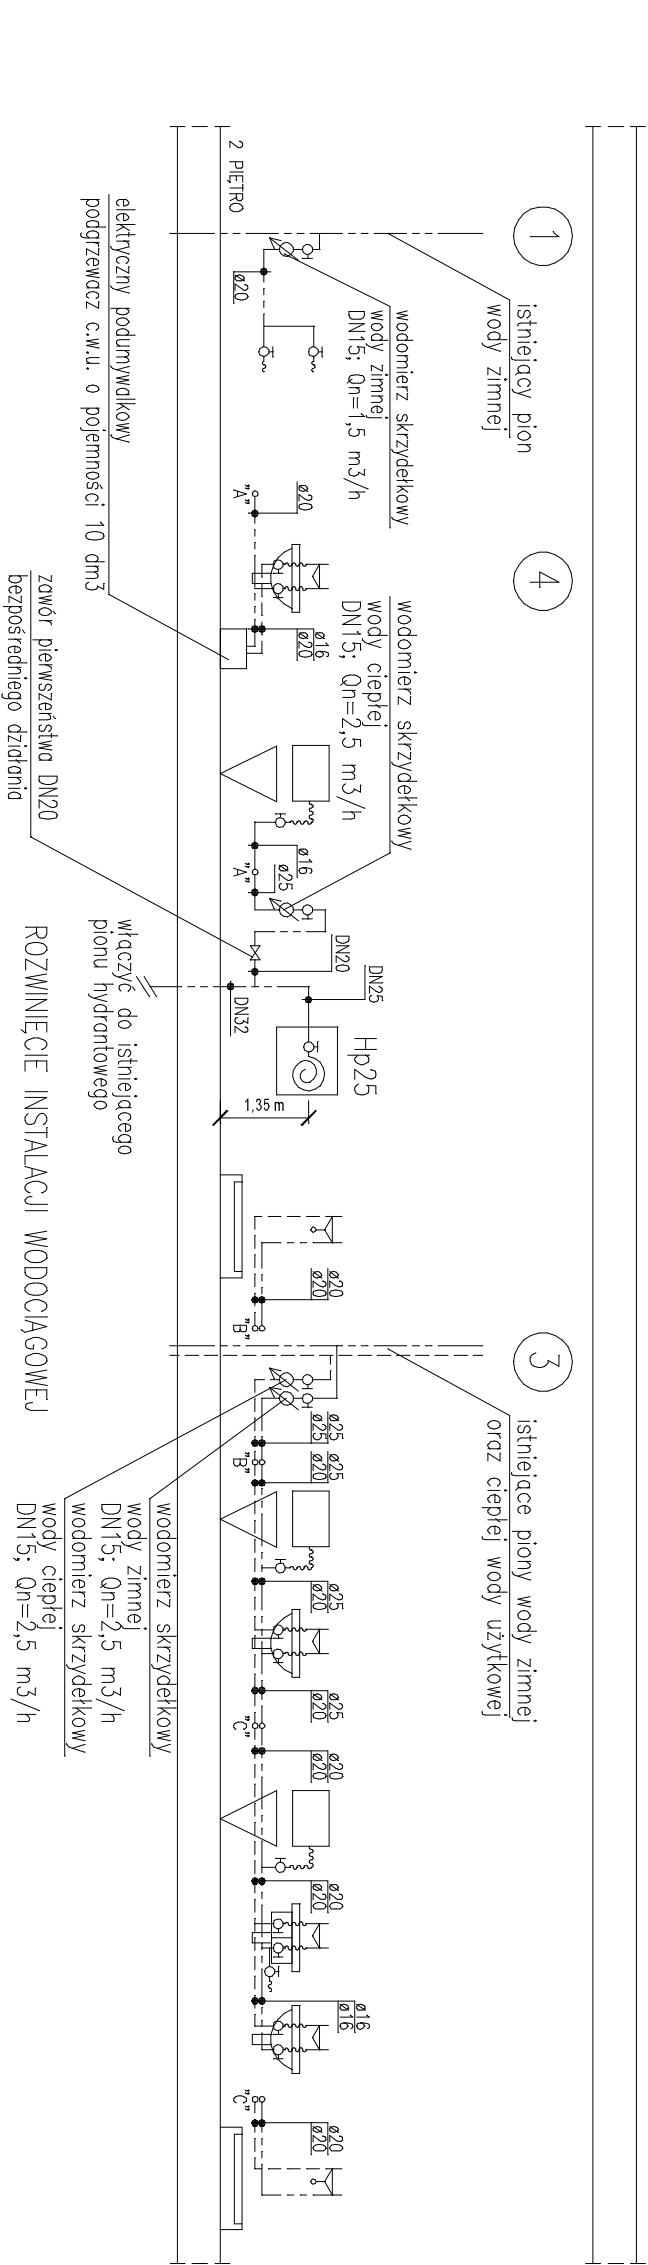 1
istniejący pion
wody zimnej
2 PIĘTRO
wodomierz skrzydełkowy
wody zimnej
DN15; Qn=1,5 m3/h
ø20
elektryczny podumywalkowy
podgrzewacz c.w.u. o pojemności 10 dm3
4
ø20
"A"
ø16
ø20
wodomierz skrzydełkowy
wody ciepłej
DN15; Qn=2,5 m3/h
zawór pierwszeństwa DN20
bezpośredniego działania
ø16
"A"
ø25
DN20
DN25
DN32
włączyć do istniejącego
pionu hydrantowego
Hp25
1,35 m
ø20
ø20
"B"
3
istniejące piony wody zimnej
oraz ciepłej wody użytkowej
ø25
ø25
"B"
ø25
ø20
wodomierz skrzydełkowy
wody zimnej
DN15; Qn=2,5 m3/h
wodomierz skrzydełkowy
wody ciepłej
DN15; Qn=2,5 m3/h
ø25
ø20
ø25
ø20
"C"
ø20
ø20
ø20
ø20
ø16
ø16
"C"
ø20
ø20
ROZWINIĘCIE INSTALACJI WODOCIĄGOWEJ